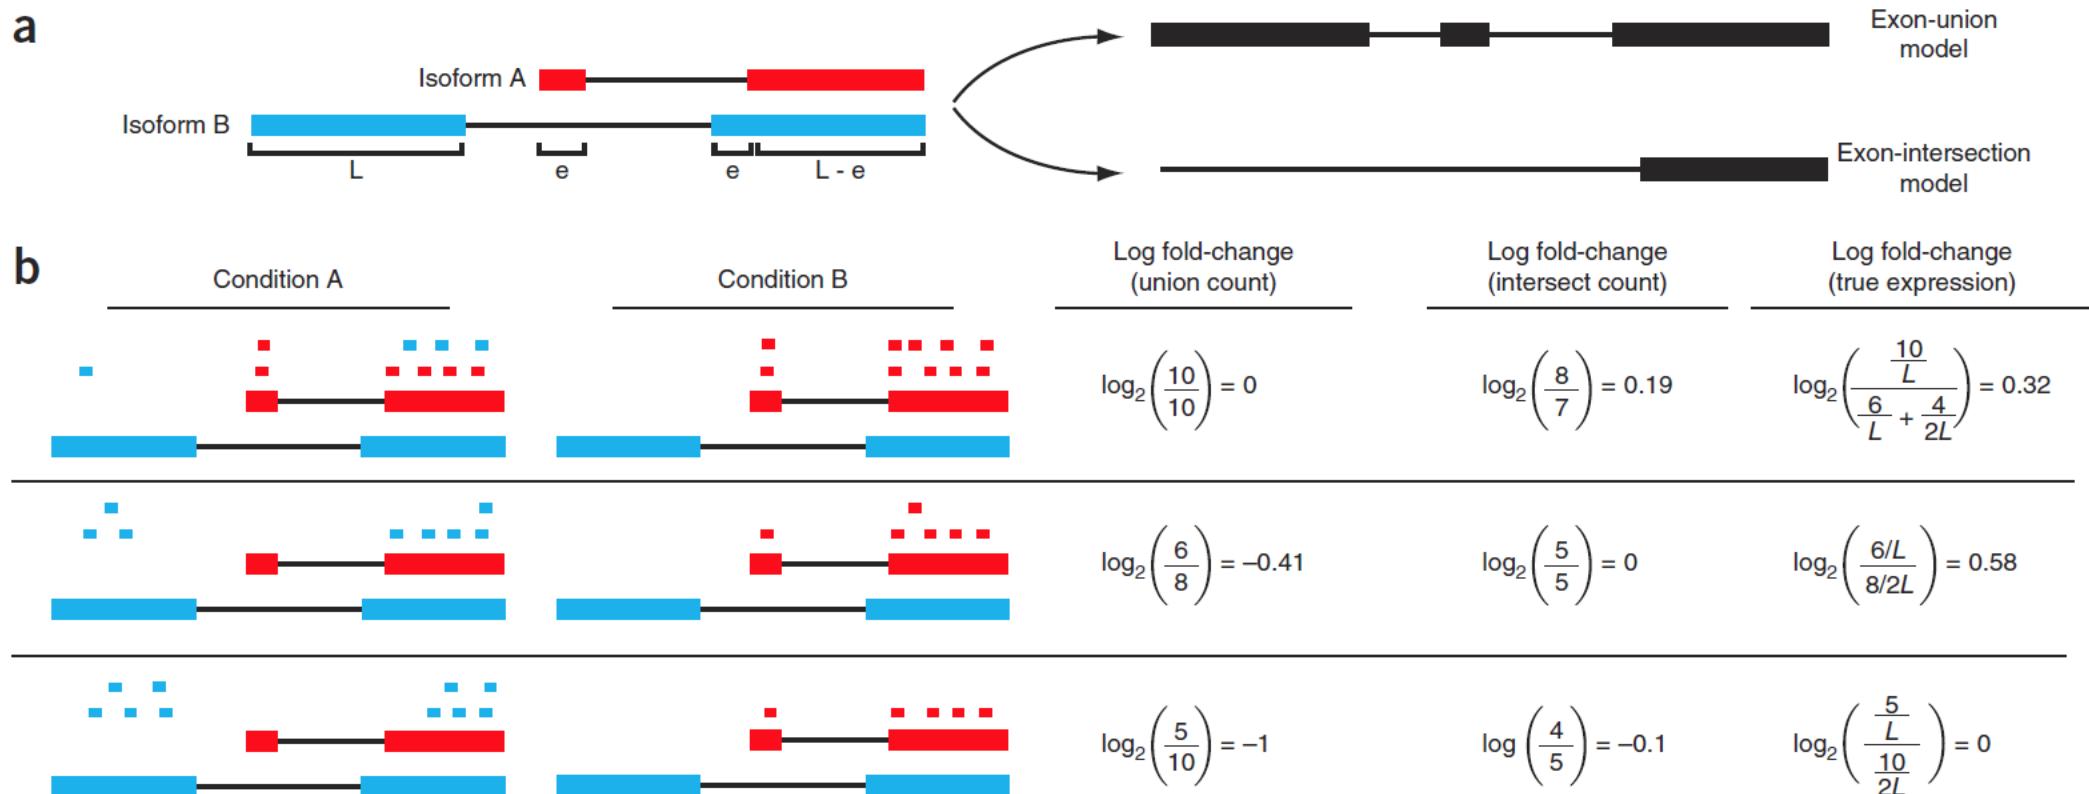 a
Exon-union
model
Isoform A
Isoform B
L
e
e
L - e
Exon-intersection
model
b
Condition A
Condition B
Log fold-change
(union count)
Log fold-change
(intersect count)
Log fold-change
(true expression)
log₂(10/10) = 0
log₂(8/7) = 0.19
log₂((10/L)/(6/L + 4/2L)) = 0.32
log₂(6/8) = –0.41
log₂(5/5) = 0
log₂((6/L)/(8/2L)) = 0.58
log₂(5/10) = –1
log (4/5) = –0.1
log₂((5/L)/(10/2L)) = 0